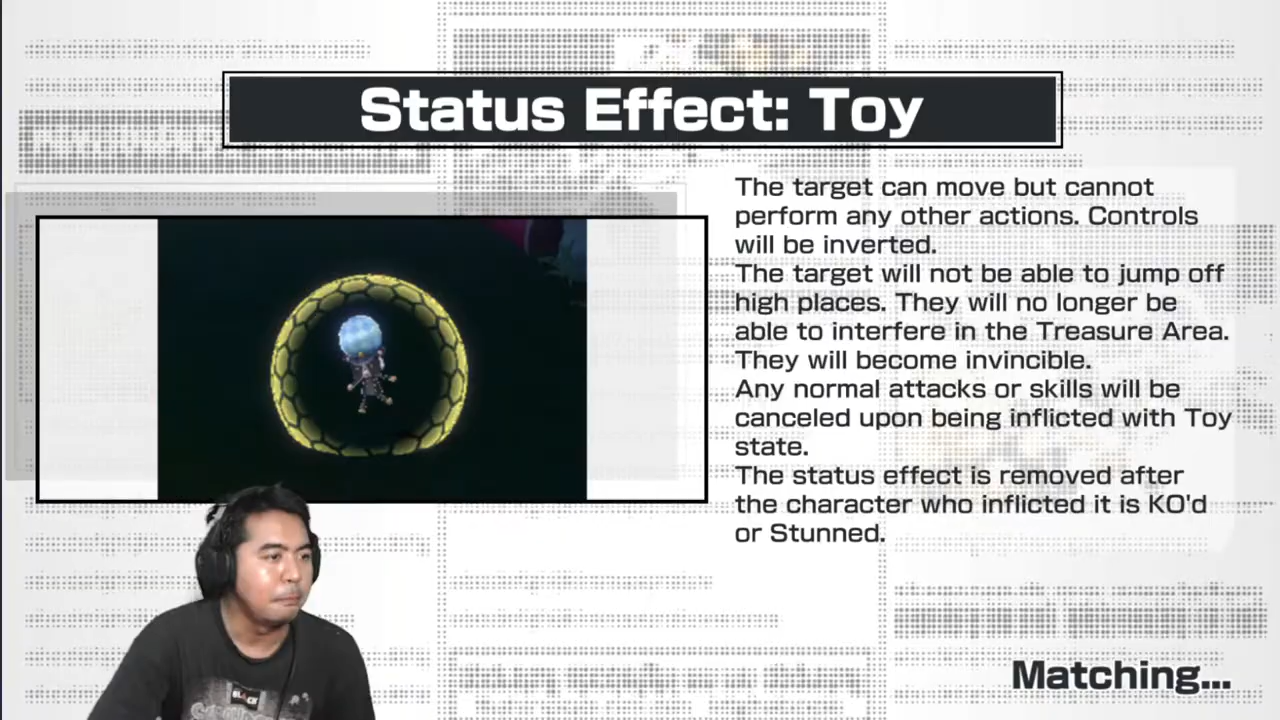 Status Effect: Toy
The target can move but cannot
perform any other actions. Controls
will be inverted.
The target will not be able to jump off
high places. They will no longer be
able to interfere in the Treasure Area.
They will become invincible.
Any normal attacks or skills will be
canceled upon being inflicted with Toy
state.
The status effect is removed after
the character who inflicted it is KO'd
or Stunned.
Matching...